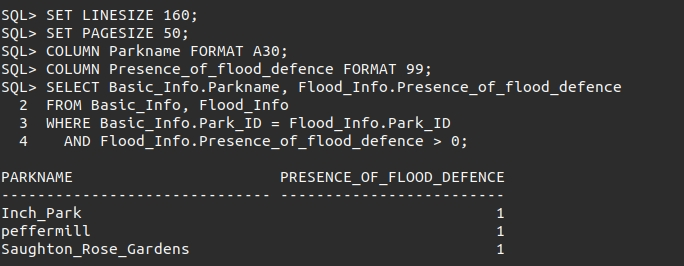 SQL> SET LINESIZE 160;
SQL> SET PAGESIZE 50;
SQL> COLUMN Parkname FORMAT A30;
SQL> COLUMN Presence_of_flood_defence FORMAT 99;
SQL> SELECT Basic_Info.Parkname, Flood_Info.Presence_of_flood_defence
  2  FROM Basic_Info, Flood_Info
  3  WHERE Basic_Info.Park_ID = Flood_Info.Park_ID
  4    AND Flood_Info.Presence_of_flood_defence > 0;

PARKNAME                       PRESENCE_OF_FLOOD_DEFENCE
------------------------------ -------------------------
Inch_Park                                              1
peffermill                                             1
Saughton_Rose_Gardens                                  1